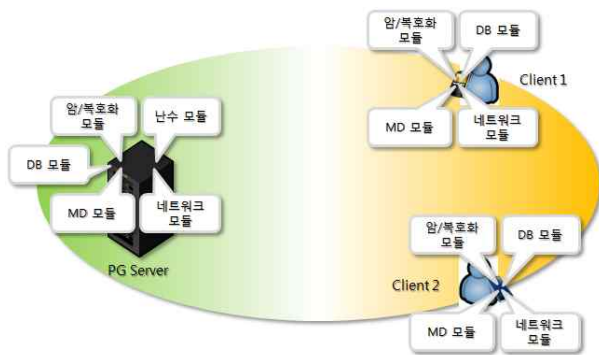 암/복호화
모듈
DB 모듈
Client 1
MD 모듈
네트워크
모듈
암/복호화
모듈
난수 모듈
DB 모듈
MD 모듈
네트워크
모듈
PG Server
암/복호화
모듈
DB 모듈
Client 2
MD 모듈
네트워크
모듈